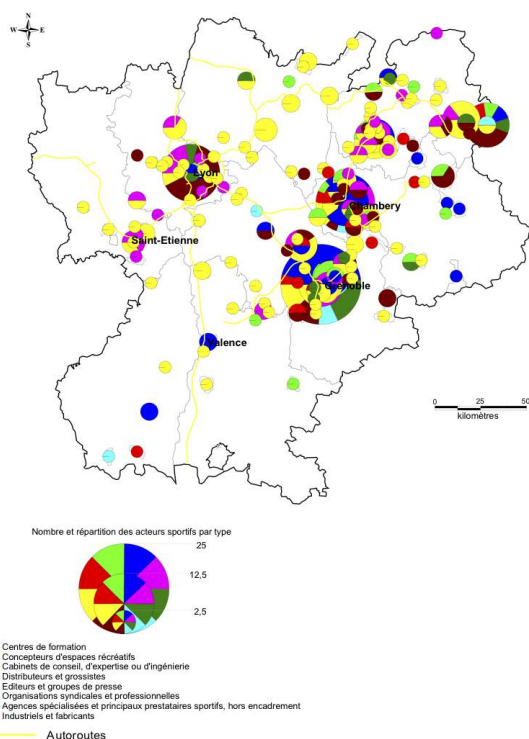 N
W E
S
Lyon
Chambery
Saint-Etienne
Grenoble
Valence
0 25 50
kilomètres
Nombre et répartition des acteurs sportifs par type
25
12,5
2,5
Centres de formation
Concepteurs d'espaces récréatifs
Cabinets de conseil, d'expertise ou d'ingénierie
Distributeurs et grossistes
Editeurs et groupes de presse
Organisations syndicales et professionnelles
Agences spécialisées et principaux prestataires sportifs, hors encadrement
Industriels et fabricants
Autoroutes